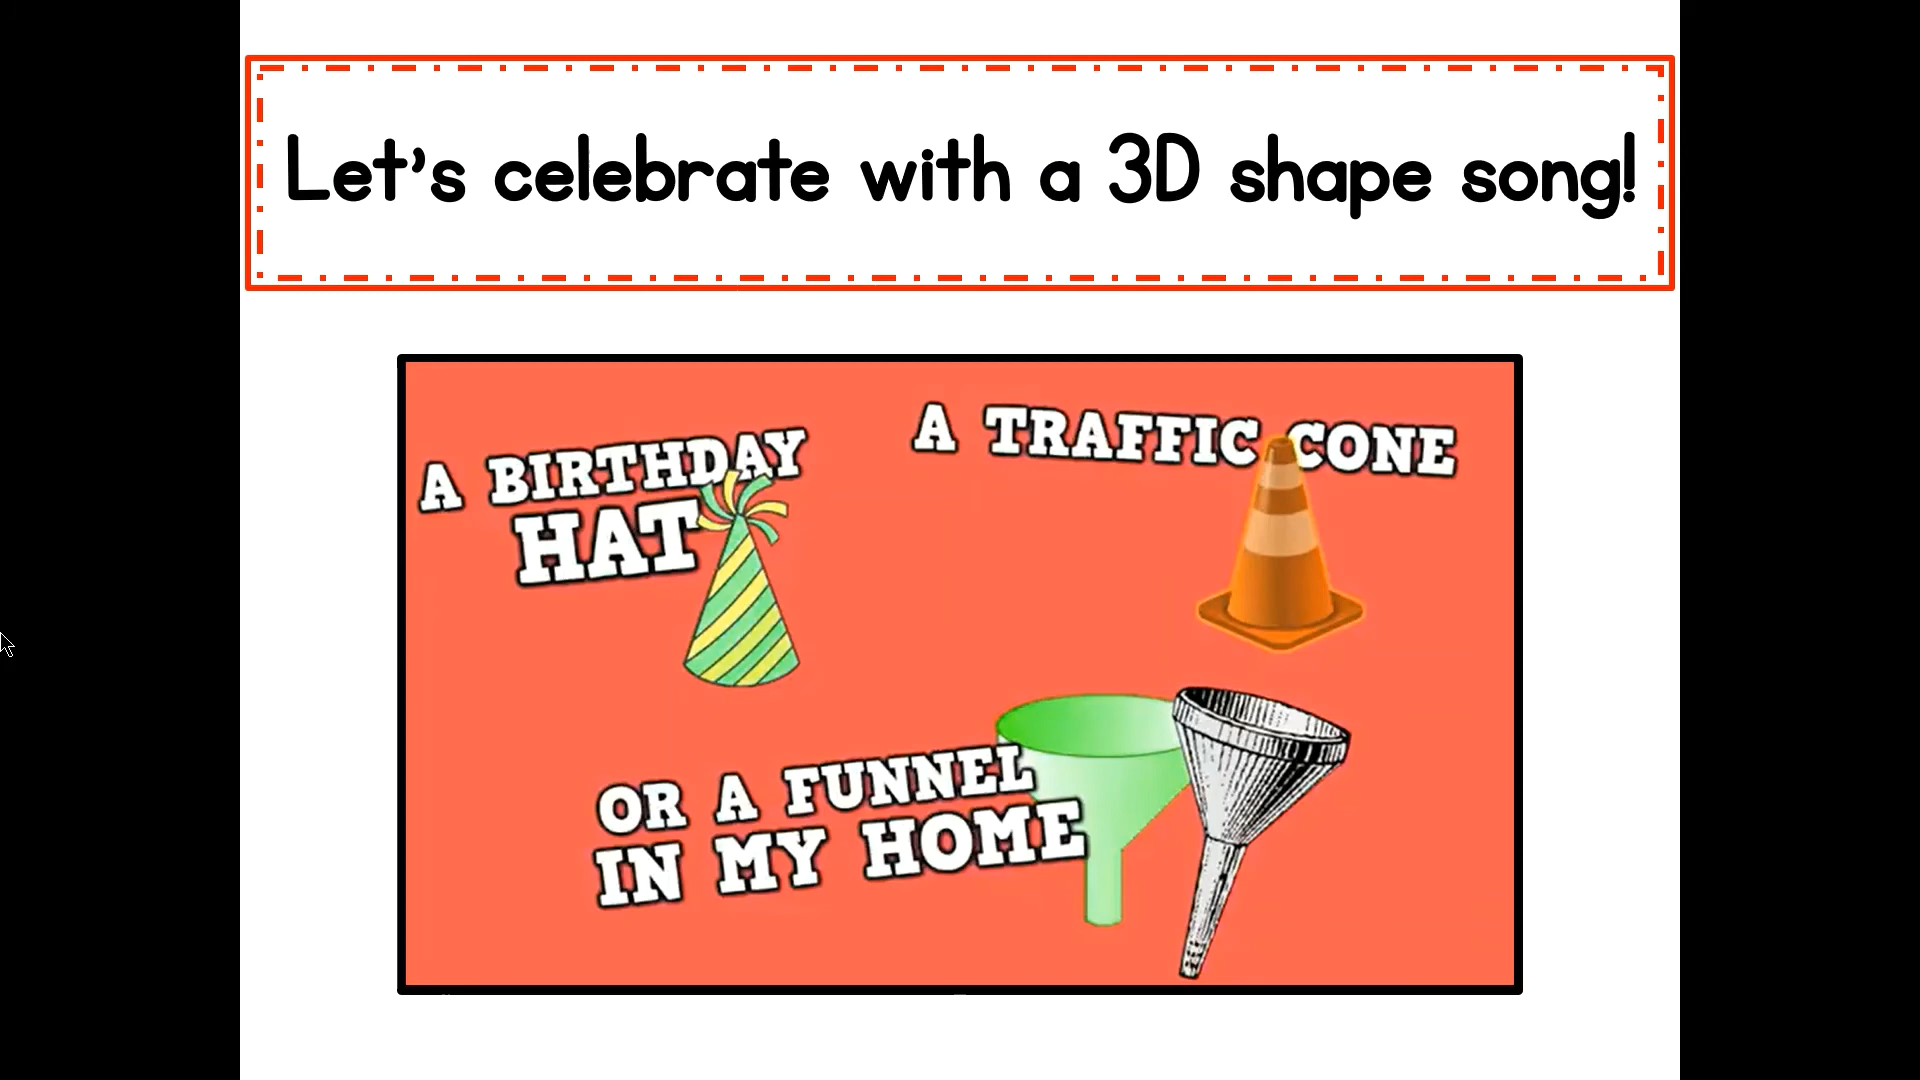 Let's celebrate with a 3D shape song!
A BIRTHDAY
HAT
A TRAFFIC CONE
OR A FUNNEL
IN MY HOME